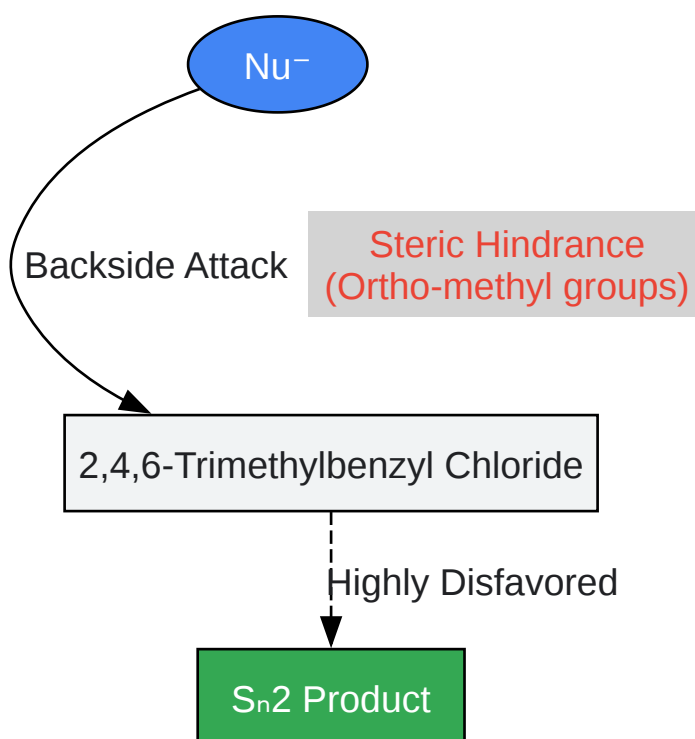 Nu⁻
Backside Attack
Steric Hindrance
(Ortho-methyl groups)
2,4,6-Trimethylbenzyl Chloride
Highly Disfavored
Sₙ2 Product